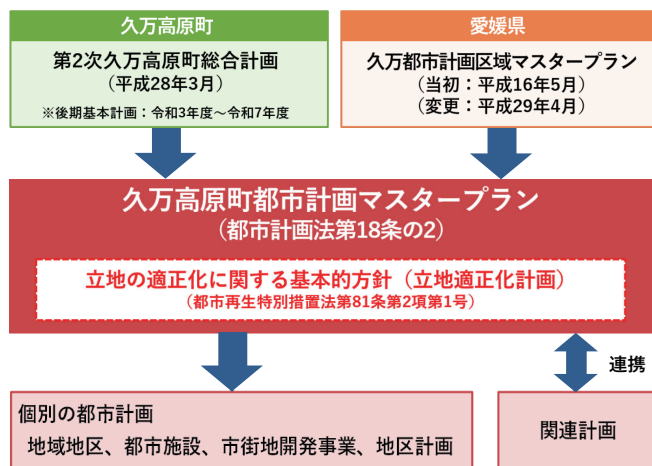 久万高原町
第2次久万高原町総合計画
（平成28年3月）
※後期基本計画：令和3年度～令和7年度
愛媛県
久万都市計画区域マスタープラン
（当初：平成16年5月）
（変更：平成29年4月）
久万高原町都市計画マスタープラン
（都市計画法第18条の2）
立地の適正化に関する基本的方針（立地適正化計画）
（都市再生特別措置法第81条第2項第1号）
連携
個別の都市計画
地域地区、都市施設、市街地開発事業、地区計画
関連計画